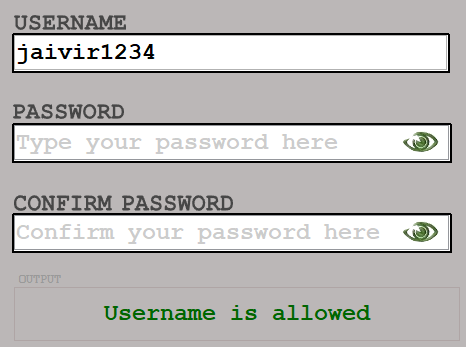 USERNAME
jaivir1234
PASSWORD
Type your password here
CONFIRM PASSWORD
Confirm your password here
OUTPUT
Username is allowed